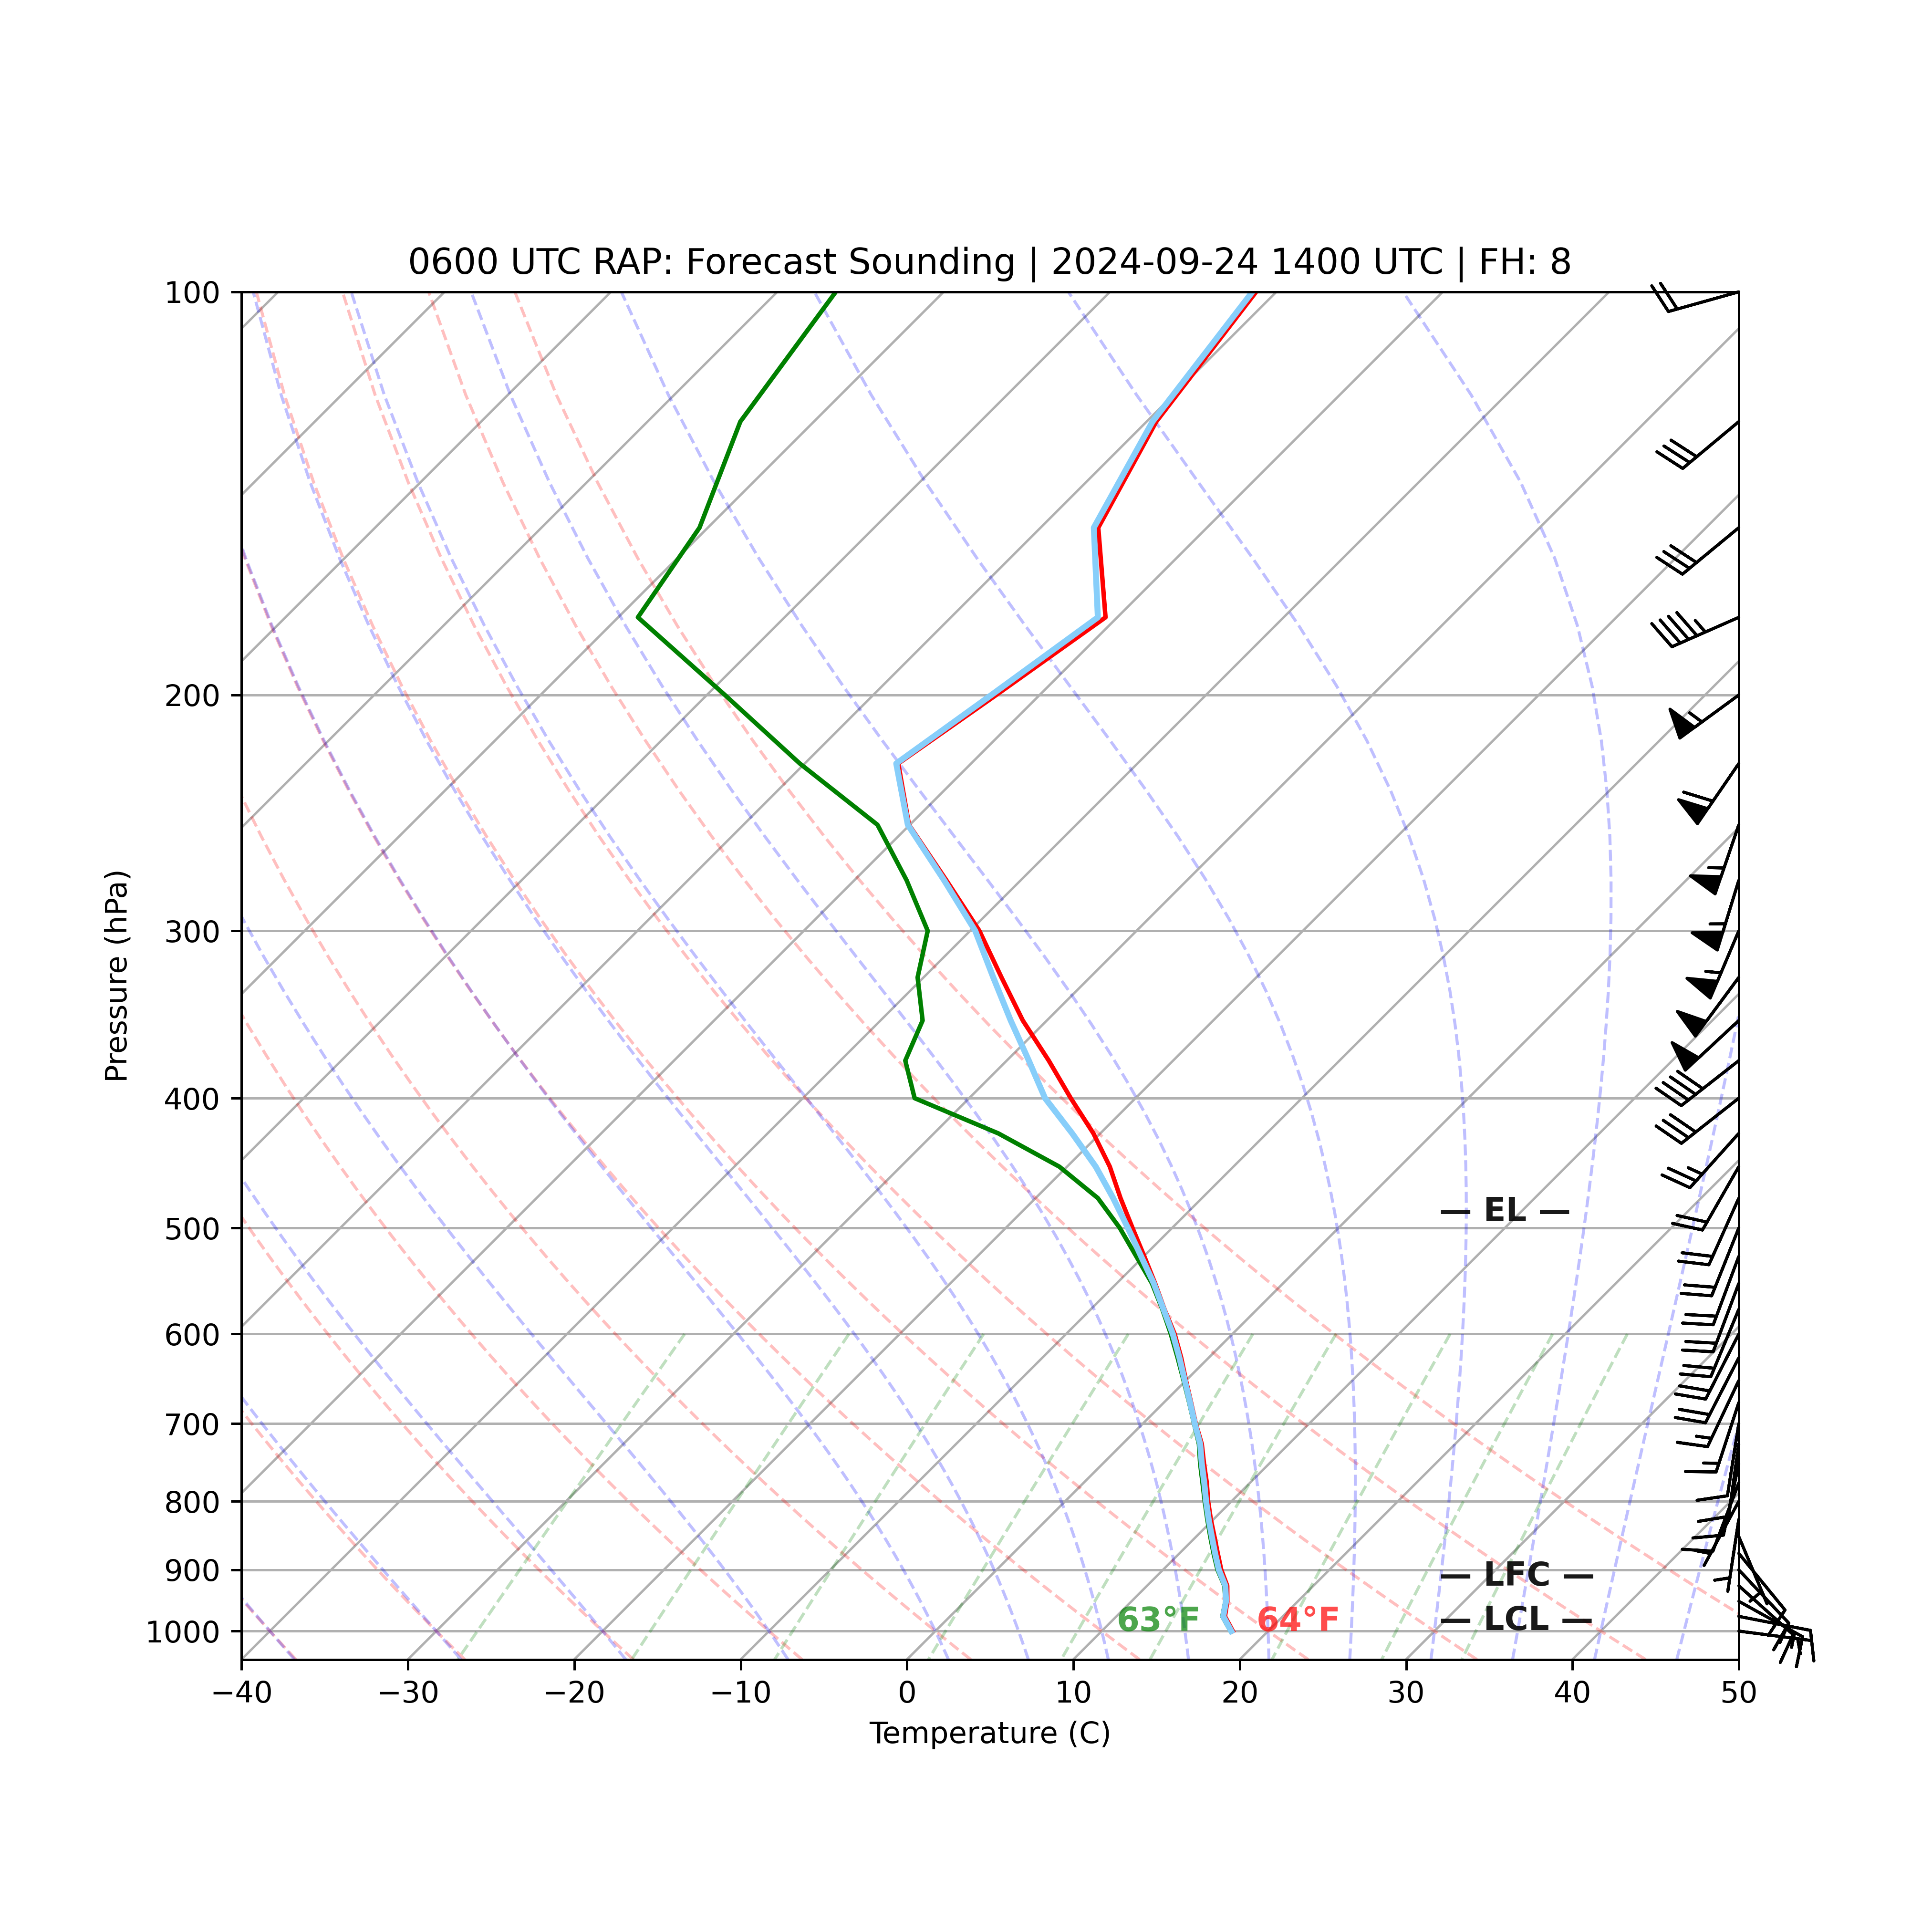 0600 UTC RAP: Forecast Sounding | 2024-09-24 1400 UTC | FH: 8
100
200
300
400
500
600
700
800
900
1000
Pressure (hPa)
— EL —
— LFC —
— LCL —
63°F 64°F
−40 −30 −20 −10 0 10 20 30 40 50
Temperature (C)